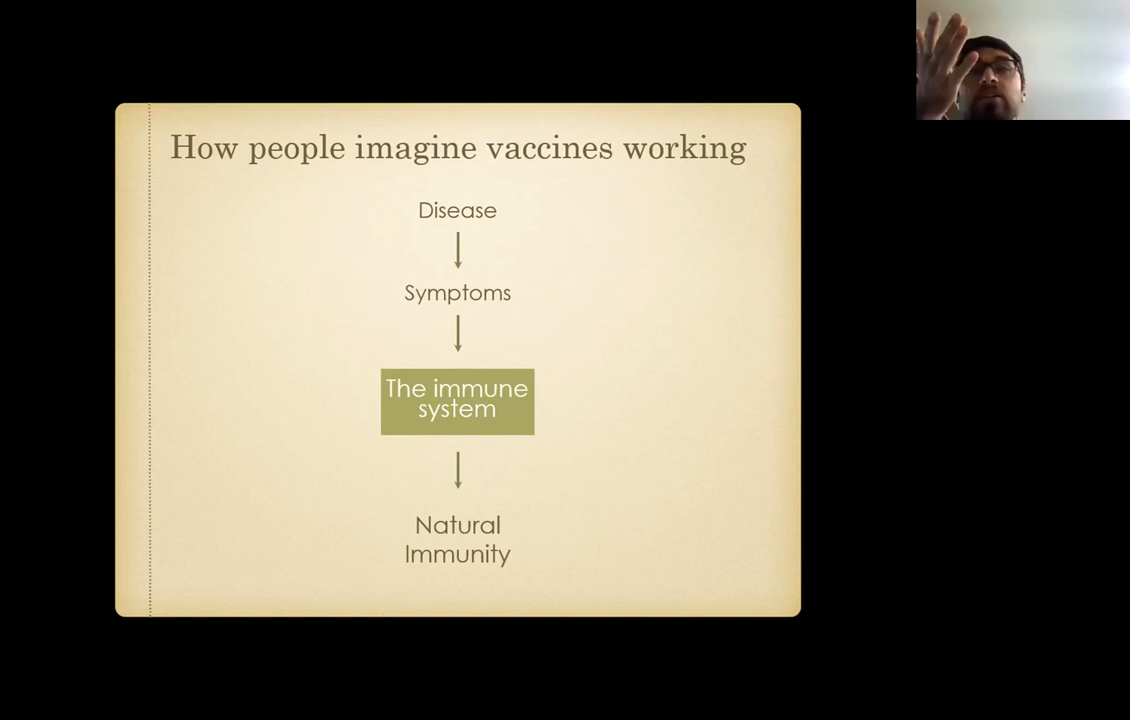 How people imagine vaccines working
Disease
Symptoms
The immune
system
Natural
Immunity